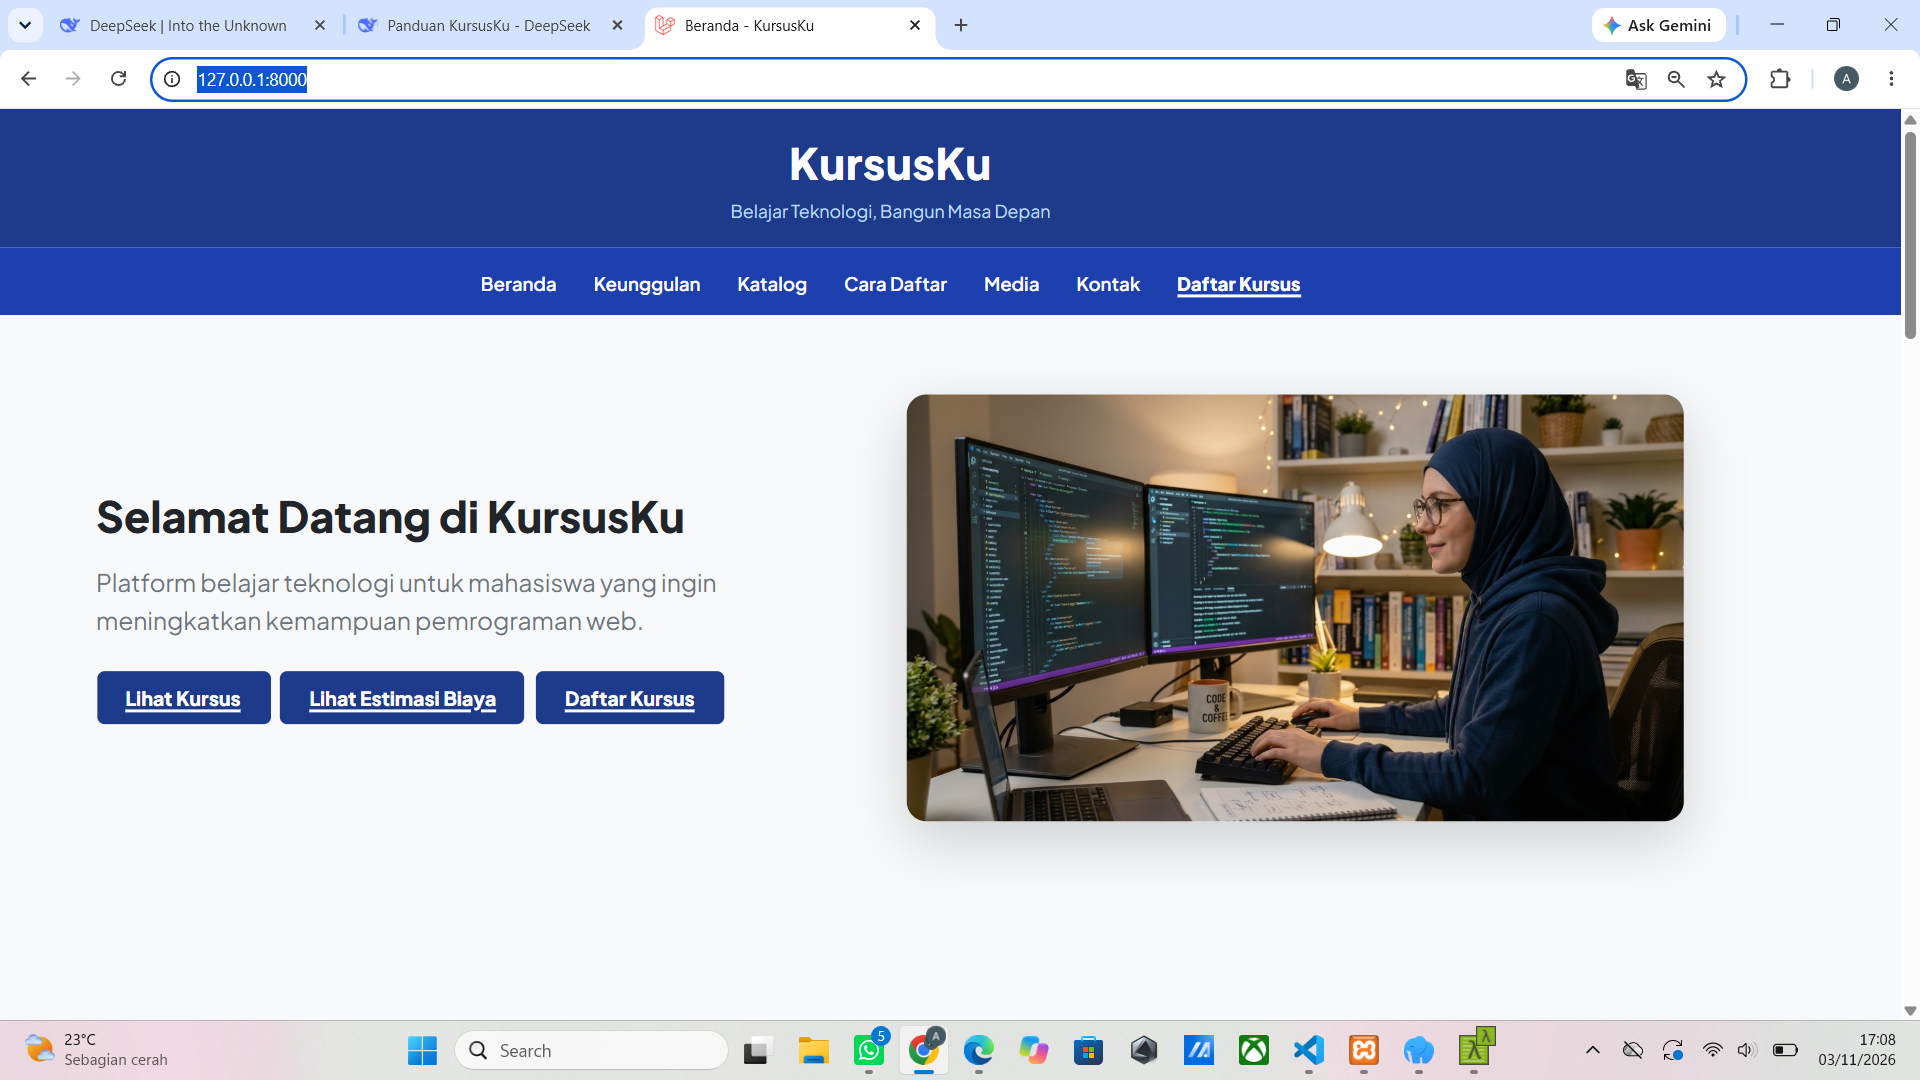 DeepSeek | Into the Unknown
Panduan KursusKu - DeepSeek
Beranda - KursusKu
Ask Gemini
127.0.0.1:8000
A
KursusKu
Belajar Teknologi, Bangun Masa Depan
Beranda Keunggulan Katalog Cara Daftar Media Kontak Daftar Kursus
Selamat Datang di KursusKu
Platform belajar teknologi untuk mahasiswa yang ingin
meningkatkan kemampuan pemrograman web.
Lihat Kursus Lihat Estimasi Biaya Daftar Kursus
CODE
&
COFFEE
23°C
Sebagian cerah
Search
5
A
17:08
03/11/2026